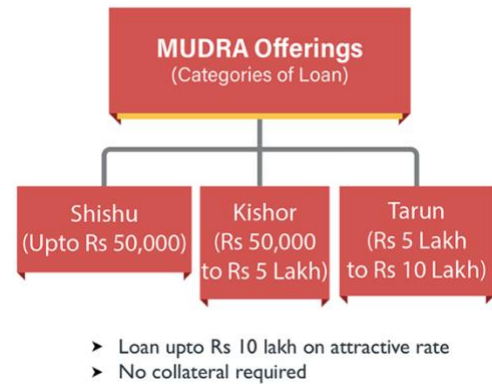 MUDRA Offerings
(Categories of Loan)
Shishu
(Upto Rs 50,000)
Kishor
(Rs 50,000
to Rs 5 Lakh)
Tarun
(Rs 5 Lakh
to Rs 10 Lakh)
➤ Loan upto Rs 10 lakh on attractive rate
➤ No collateral required